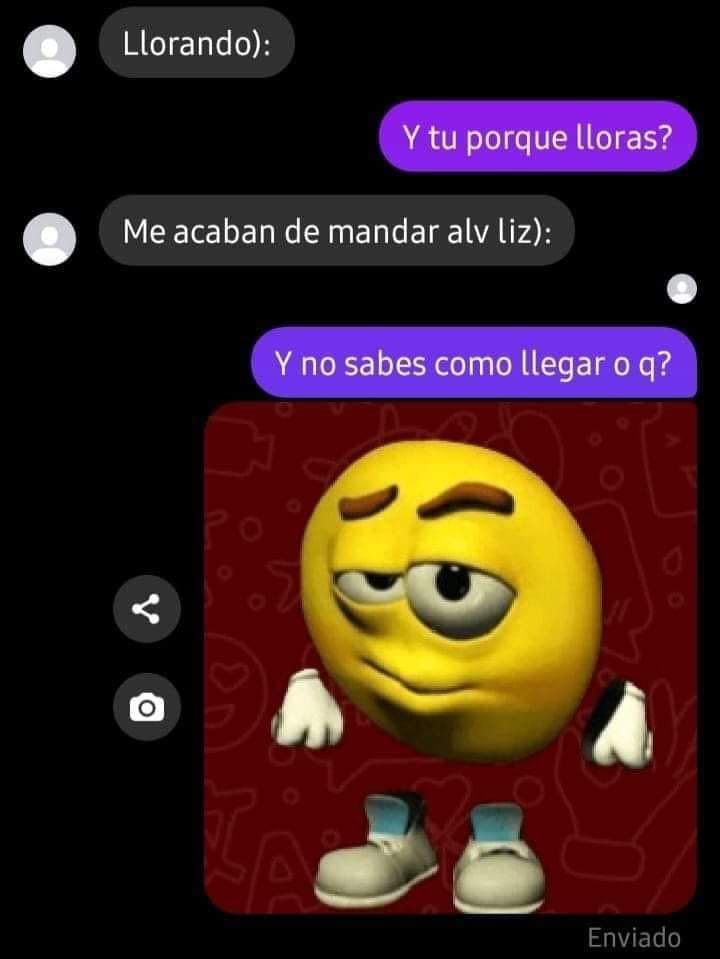 Llorando):
Y tu porque lloras?
Me acaban de mandar alv liz):
Y no sabes como llegar o q?
Enviado